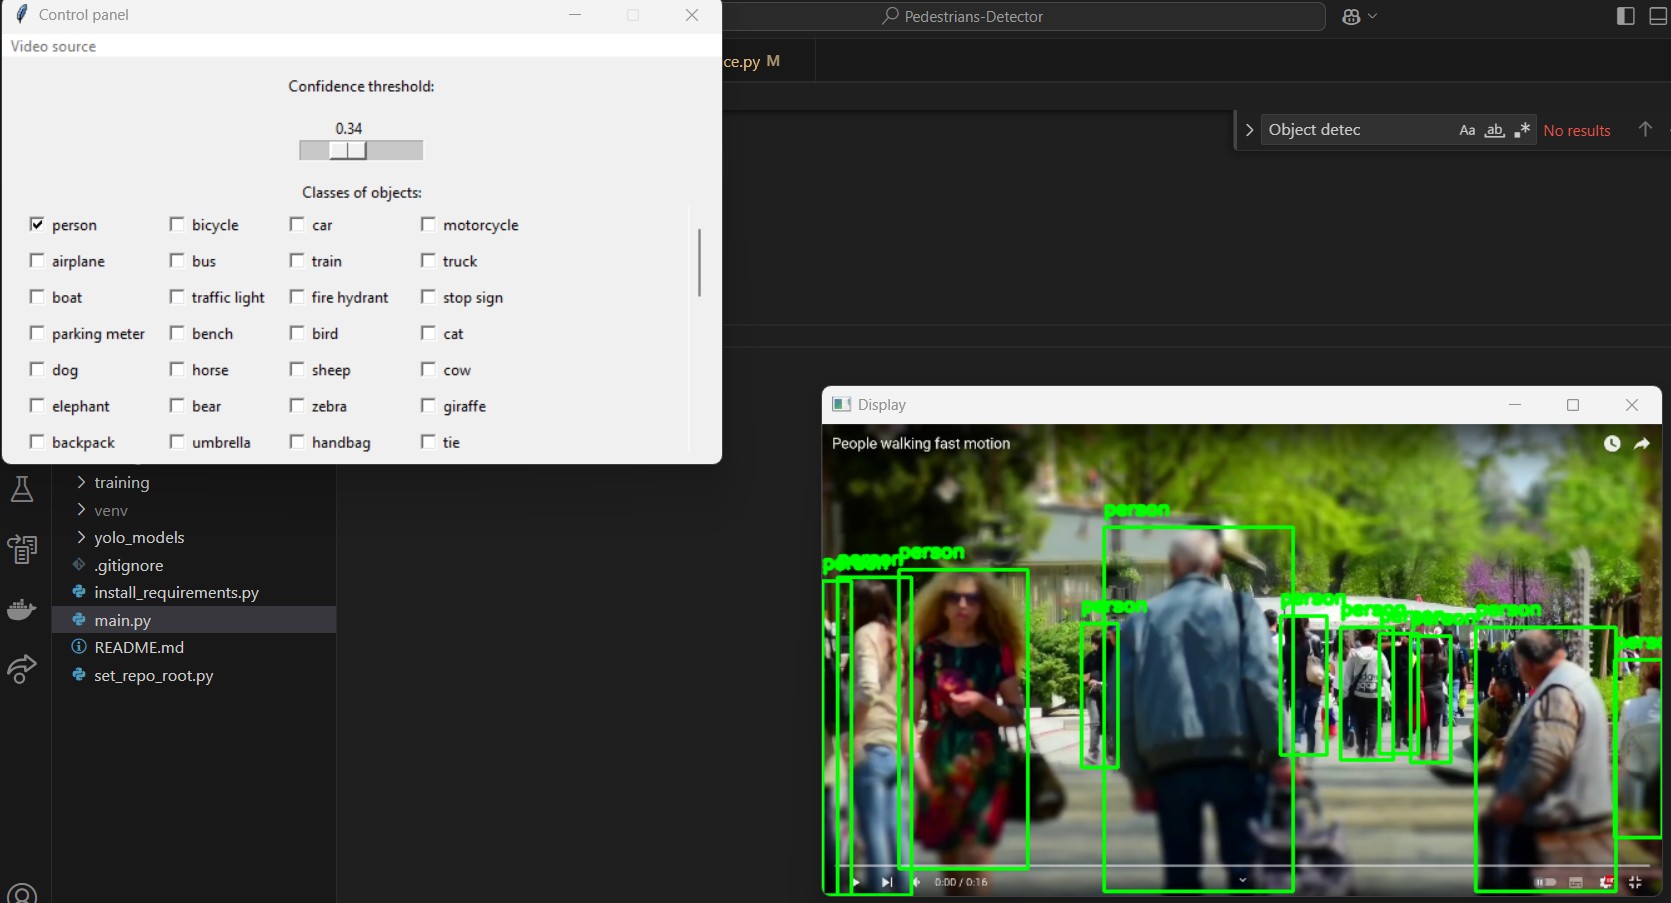 Control panel
Pedestrians-Detector
Video source
ce.py M
Confidence threshold:
0.34
Object detec
Aa ab No results
Classes of objects:
person bicycle car motorcycle
airplane bus train truck
boat traffic light fire hydrant stop sign
parking meter bench bird cat
dog horse sheep cow
elephant bear zebra giraffe
backpack umbrella handbag tie
training
venv
yolo_models
.gitignore
install_requirements.py
main.py
README.md
set_repo_root.py
Display
People walking fast motion
person
person
person
person
person
person
person
person
person
0:00 / 0:16